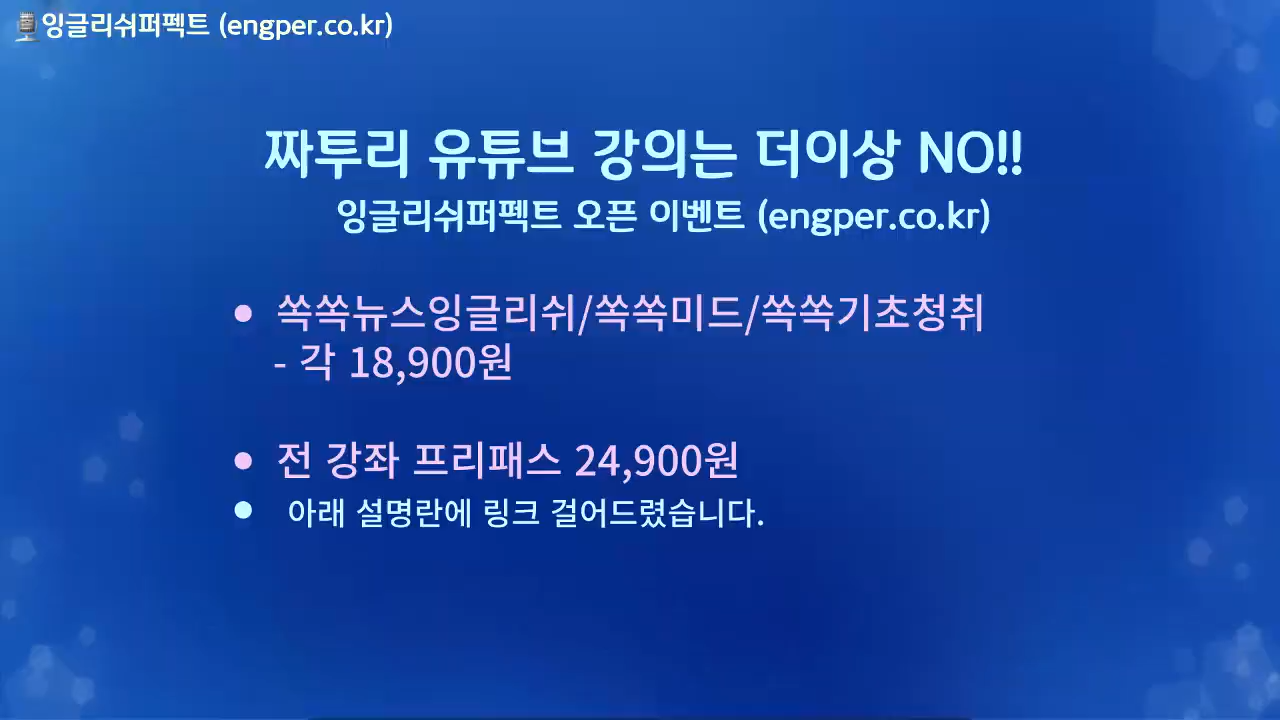 잉글리쉬퍼펙트 (engper.co.kr)
짜투리 유튜브 강의는 더이상 NO!!
잉글리쉬퍼펙트 오픈 이벤트 (engper.co.kr)
• 쏙쏙뉴스잉글리쉬/쏙쏙미드/쏙쏙기초청취
- 각 18,900원
• 전 강좌 프리패스 24,900원
• 아래 설명란에 링크 걸어드렸습니다.